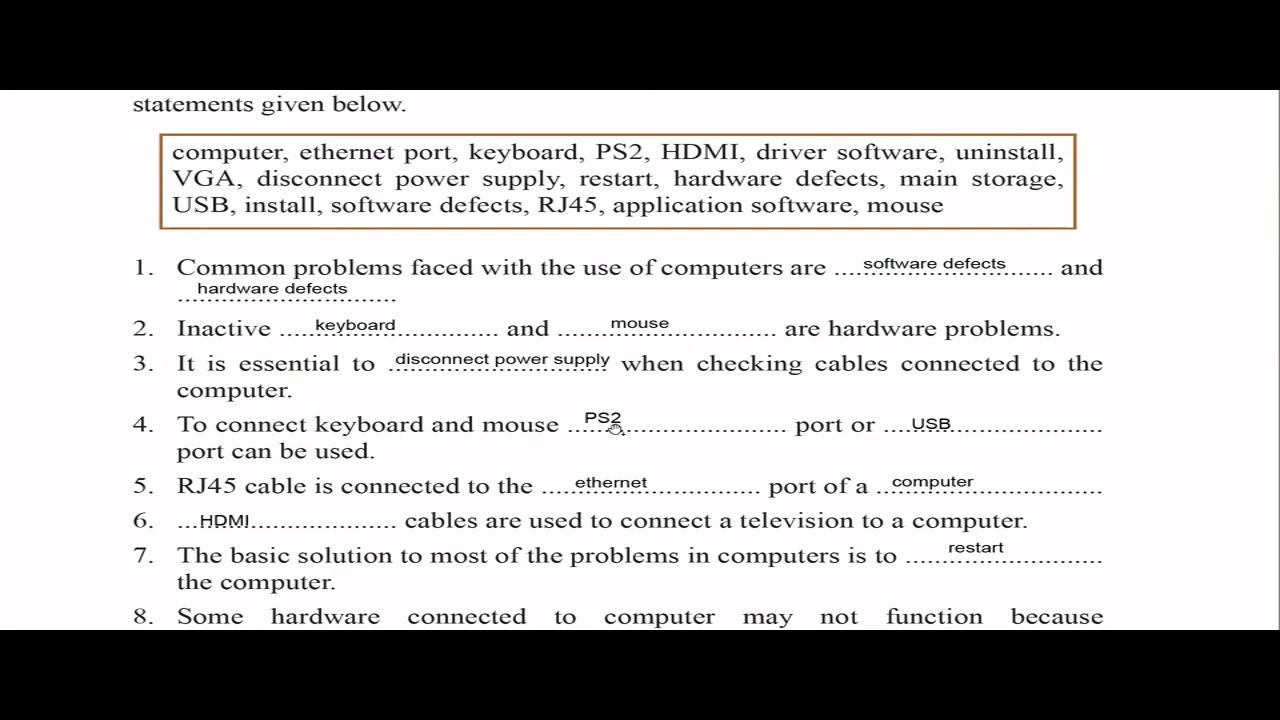 statements given below.
computer, ethernet port, keyboard, PS2, HDMI, driver software, uninstall,
VGA, disconnect power supply, restart, hardware defects, main storage,
USB, install, software defects, RJ45, application software, mouse
1. Common problems faced with the use of computers are ....software defects.... and
....hardware defects....
2. Inactive ....keyboard.... and ....mouse.... are hardware problems.
3. It is essential to ....disconnect power supply.... when checking cables connected to the
computer.
4. To connect keyboard and mouse ....PS2.... port or ....USB....
port can be used.
5. RJ45 cable is connected to the ....ethernet.... port of a ....computer....
6. ....HDMI.... cables are used to connect a television to a computer.
7. The basic solution to most of the problems in computers is to ....restart....
the computer.
8. Some hardware connected to computer may not function because